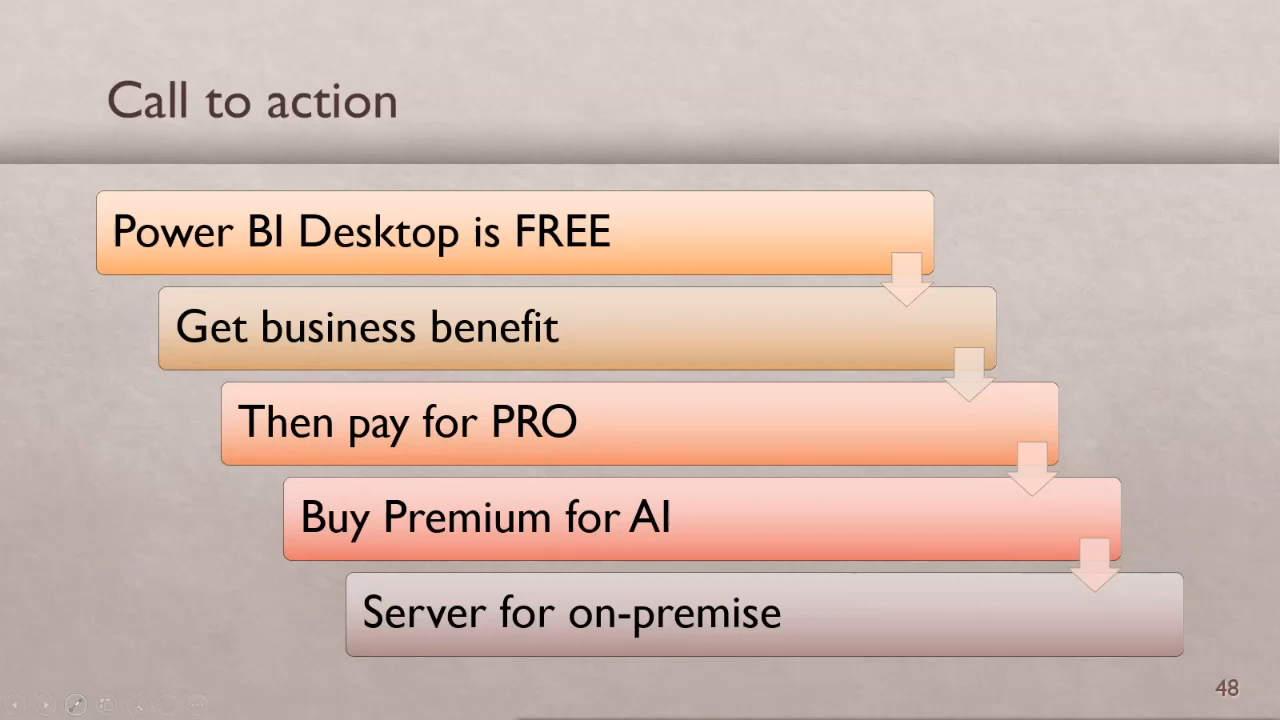 Call to action
Power BI Desktop is FREE
Get business benefit
Then pay for PRO
Buy Premium for AI
Server for on-premise
48